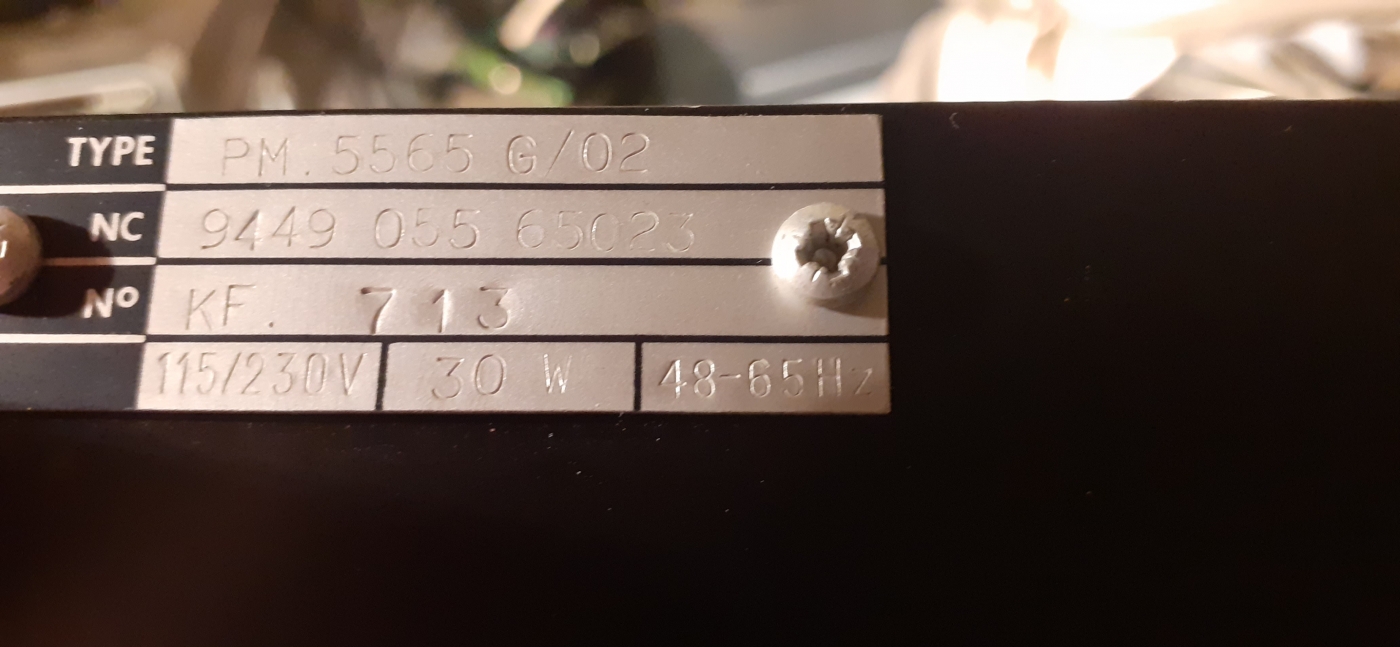 TYPE PM. 5565 G/02
NC 9449 055 65023
Nº KF. 713
115/230V 30 W 48-65Hz